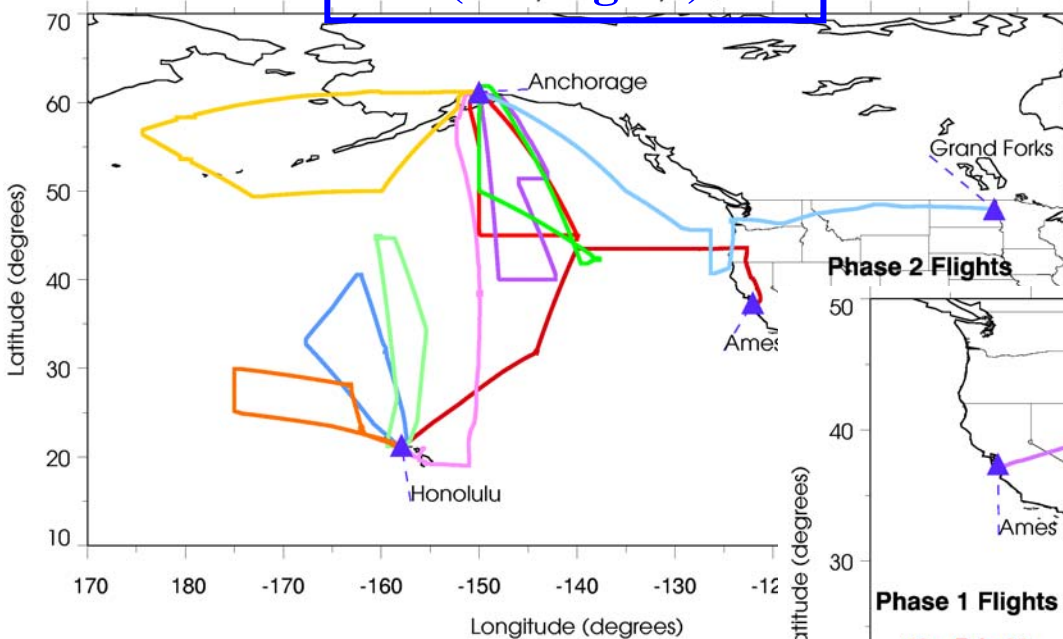 70
60
50
40
30
20
10
170
180
-170
-160
-150
-140
-130
Latitude (degrees)
Longitude (degrees)
Anchorage
Grand Forks
Ames
Honolulu
Phase 2 Flights
50
40
30
(degrees)
Ames
Phase 1 Flights